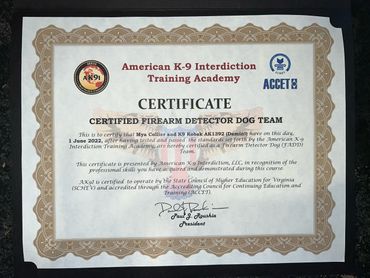 AK9I
American K-9 Interdiction
Training Academy
ACCET
CERTIFICATE
CERTIFIED FIREARM DETECTOR DOG TEAM
This is to certify that Mya Collier and K9 Kobak AK1392 (Daminf) have on this day,
1 June 2022, after having tested and passed the standards set forth by the American K-9
Interdiction Training Academy, are hereby certified as a Firearm Detector Dog (FADD)
Team.
This certificate is presented by American K-9 Interdiction, LLC, in recognition of the
professional skills you have acquired and demonstrated during this course.
AK9I is certified to operate by the State Council of Higher Education for Virginia
(SCHEV) and accredited through the Accrediting Council for Continuing Education and
Training (ACCET).
Paul J. Roushia
President